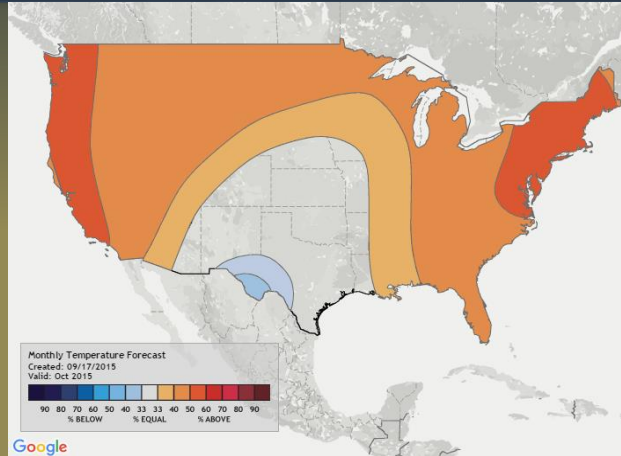 Monthly Temperature Forecast
Created: 09/17/2015
Valid: Oct 2015
90 80 70 60 50 40 33 33 40 50 60 70 80 90
% BELOW % EQUAL % ABOVE
Google